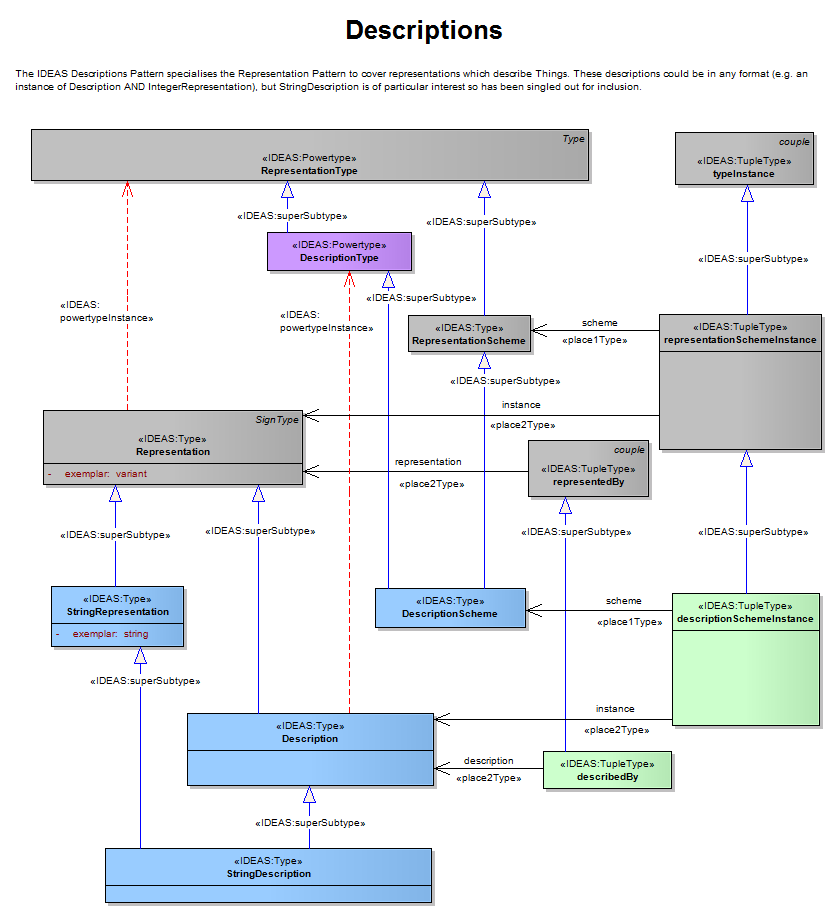 Descriptions
The IDEAS Descriptions Pattern specialises the Representation Pattern to cover representations which describe Things. These descriptions could be in any format (e.g. an
instance of Description AND IntegerRepresentation), but StringDescription is of particular interest so has been singled out for inclusion.
Type
«IDEAS:Powertype»
RepresentationType
couple
«IDEAS:TupleType»
typeInstance
«IDEAS:superSubtype»
«IDEAS:superSubtype»
«IDEAS:Powertype»
DescriptionType
«IDEAS:superSubtype»
«IDEAS:superSubtype»
«IDEAS:
powertypeInstance»
«IDEAS:
powertypeInstance»
«IDEAS:Type»
RepresentationScheme
scheme
«place1Type»
«IDEAS:TupleType»
representationSchemeInstance
«IDEAS:superSubtype»
instance
«place2Type»
SignType
«IDEAS:Type»
Representation
- exemplar: variant
representation
«place2Type»
couple
«IDEAS:TupleType»
representedBy
«IDEAS:superSubtype»
«IDEAS:superSubtype»
«IDEAS:superSubtype»
«IDEAS:superSubtype»
«IDEAS:Type»
StringRepresentation
- exemplar: string
«IDEAS:Type»
DescriptionScheme
scheme
«place1Type»
«IDEAS:TupleType»
descriptionSchemeInstance
«IDEAS:superSubtype»
«IDEAS:Type»
Description
instance
«place2Type»
description
«place2Type»
«IDEAS:TupleType»
describedBy
«IDEAS:superSubtype»
«IDEAS:Type»
StringDescription